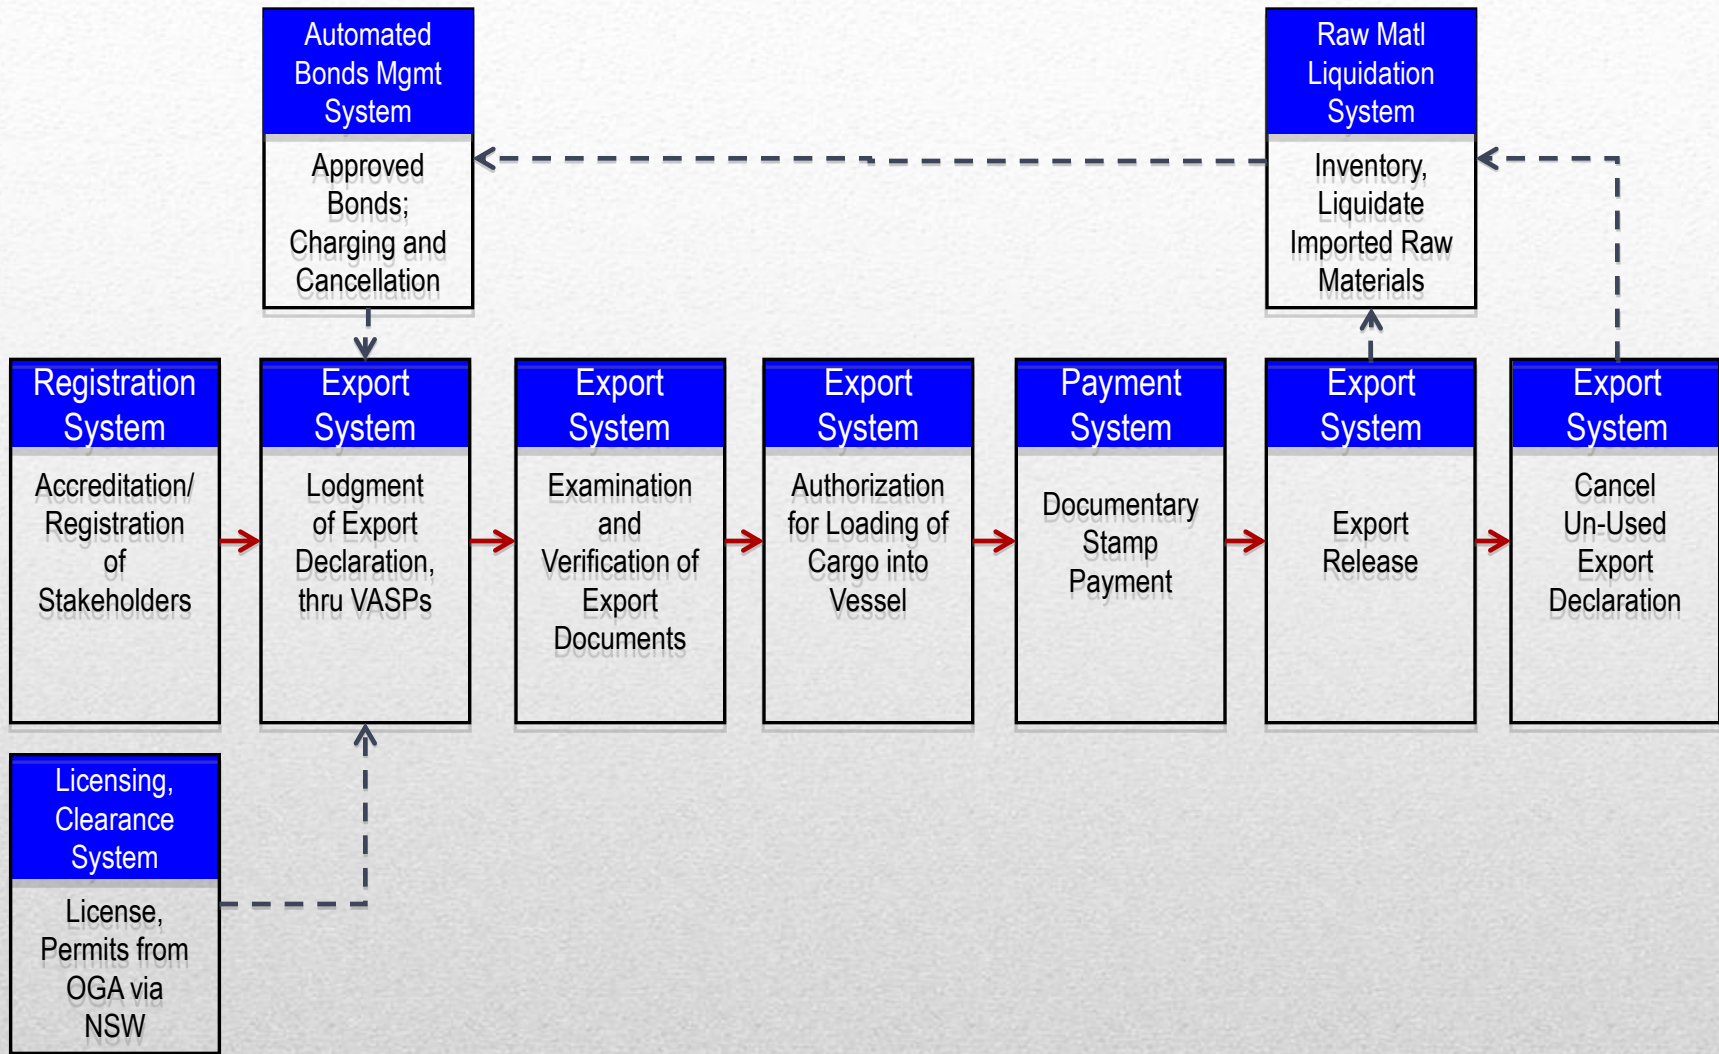 Automated
Bonds Mgmt
System
Approved
Bonds;
Charging and
Cancellation
Raw Matl
Liquidation
System
Inventory,
Liquidate
Imported Raw
Materials
Registration
System
Accreditation/
Registration
of
Stakeholders
Export
System
Lodgment
of Export
Declaration,
thru VASPs
Export
System
Examination
and
Verification of
Export
Documents
Export
System
Authorization
for Loading of
Cargo into
Vessel
Payment
System
Documentary
Stamp
Payment
Export
System
Export
Release
Export
System
Cancel
Un-Used
Export
Declaration
Licensing,
Clearance
System
License,
Permits from
OGA via
NSW